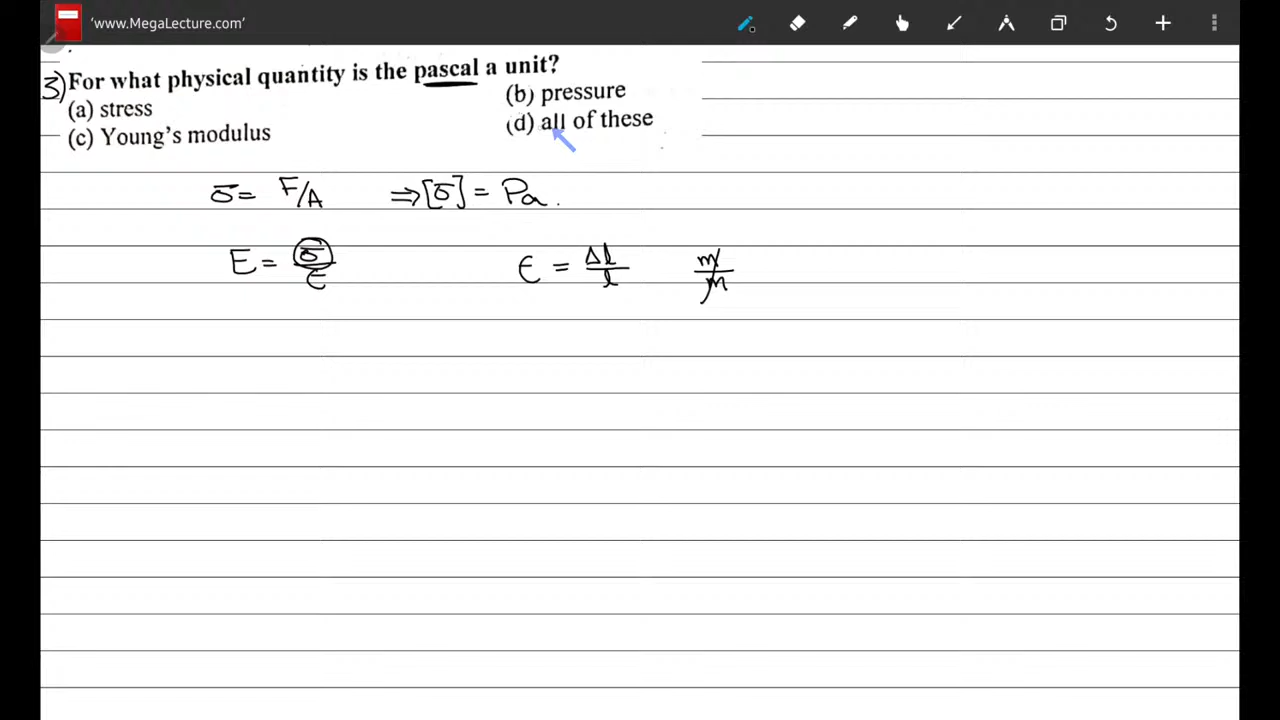 ‘www.MegaLecture.com’
3) For what physical quantity is the pascal a unit?
(a) stress (b) pressure
(c) Young’s modulus (d) all of these
σ = F/A ⇒ [σ] = Pa.
E = σ/ε ε = Δl/l m/m